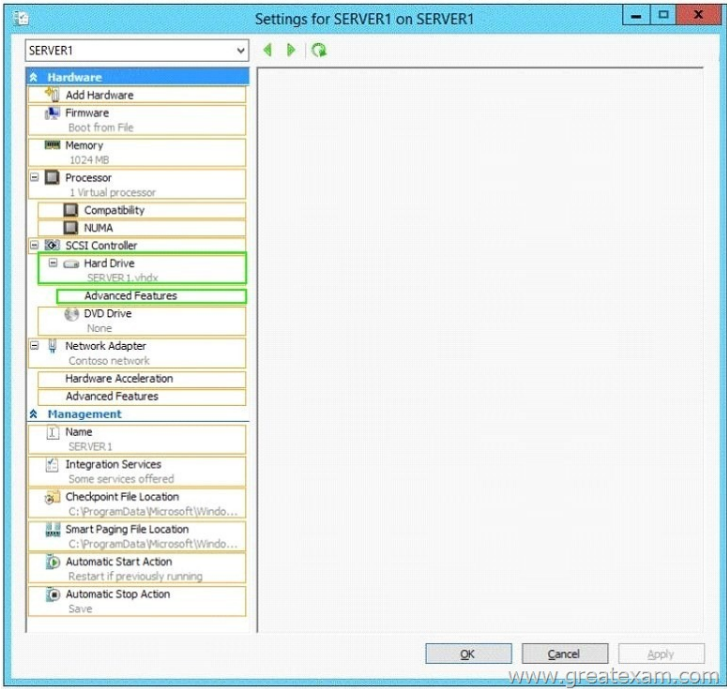 Settings for SERVER1 on SERVER1
SERVER1
Hardware
Add Hardware
Firmware
Boot from File
Memory
1024 MB
Processor
1 Virtual processor
Compatibility
NUMA
SCSI Controller
Hard Drive
SERVER1.vhdx
Advanced Features
DVD Drive
None
Network Adapter
Contoso network
Hardware Acceleration
Advanced Features
Management
Name
SERVER1
Integration Services
Some services offered
Checkpoint File Location
C:\ProgramData\Microsoft\Windo...
Smart Paging File Location
C:\ProgramData\Microsoft\Windo...
Automatic Start Action
Restart if previously running
Automatic Stop Action
Save
OK Cancel Apply
www.greatexam.com